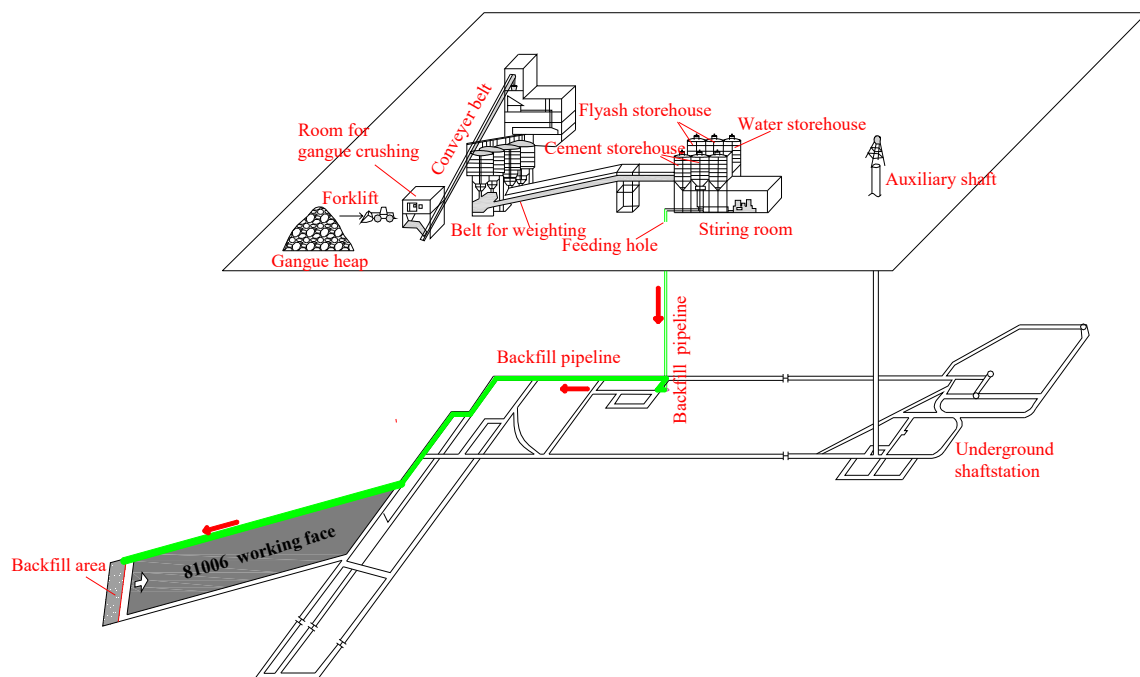 Flyash storehouse
Water storehouse
Cement storehouse
Conveyer belt
Room for
gangue crushing
Forklift
Gangue heap
Belt for weighting
Feeding hole
Stiring room
Auxiliary shaft
Backfill pipeline
Backfill pipeline
Underground
shaftstation
81006 working face
Backfill area